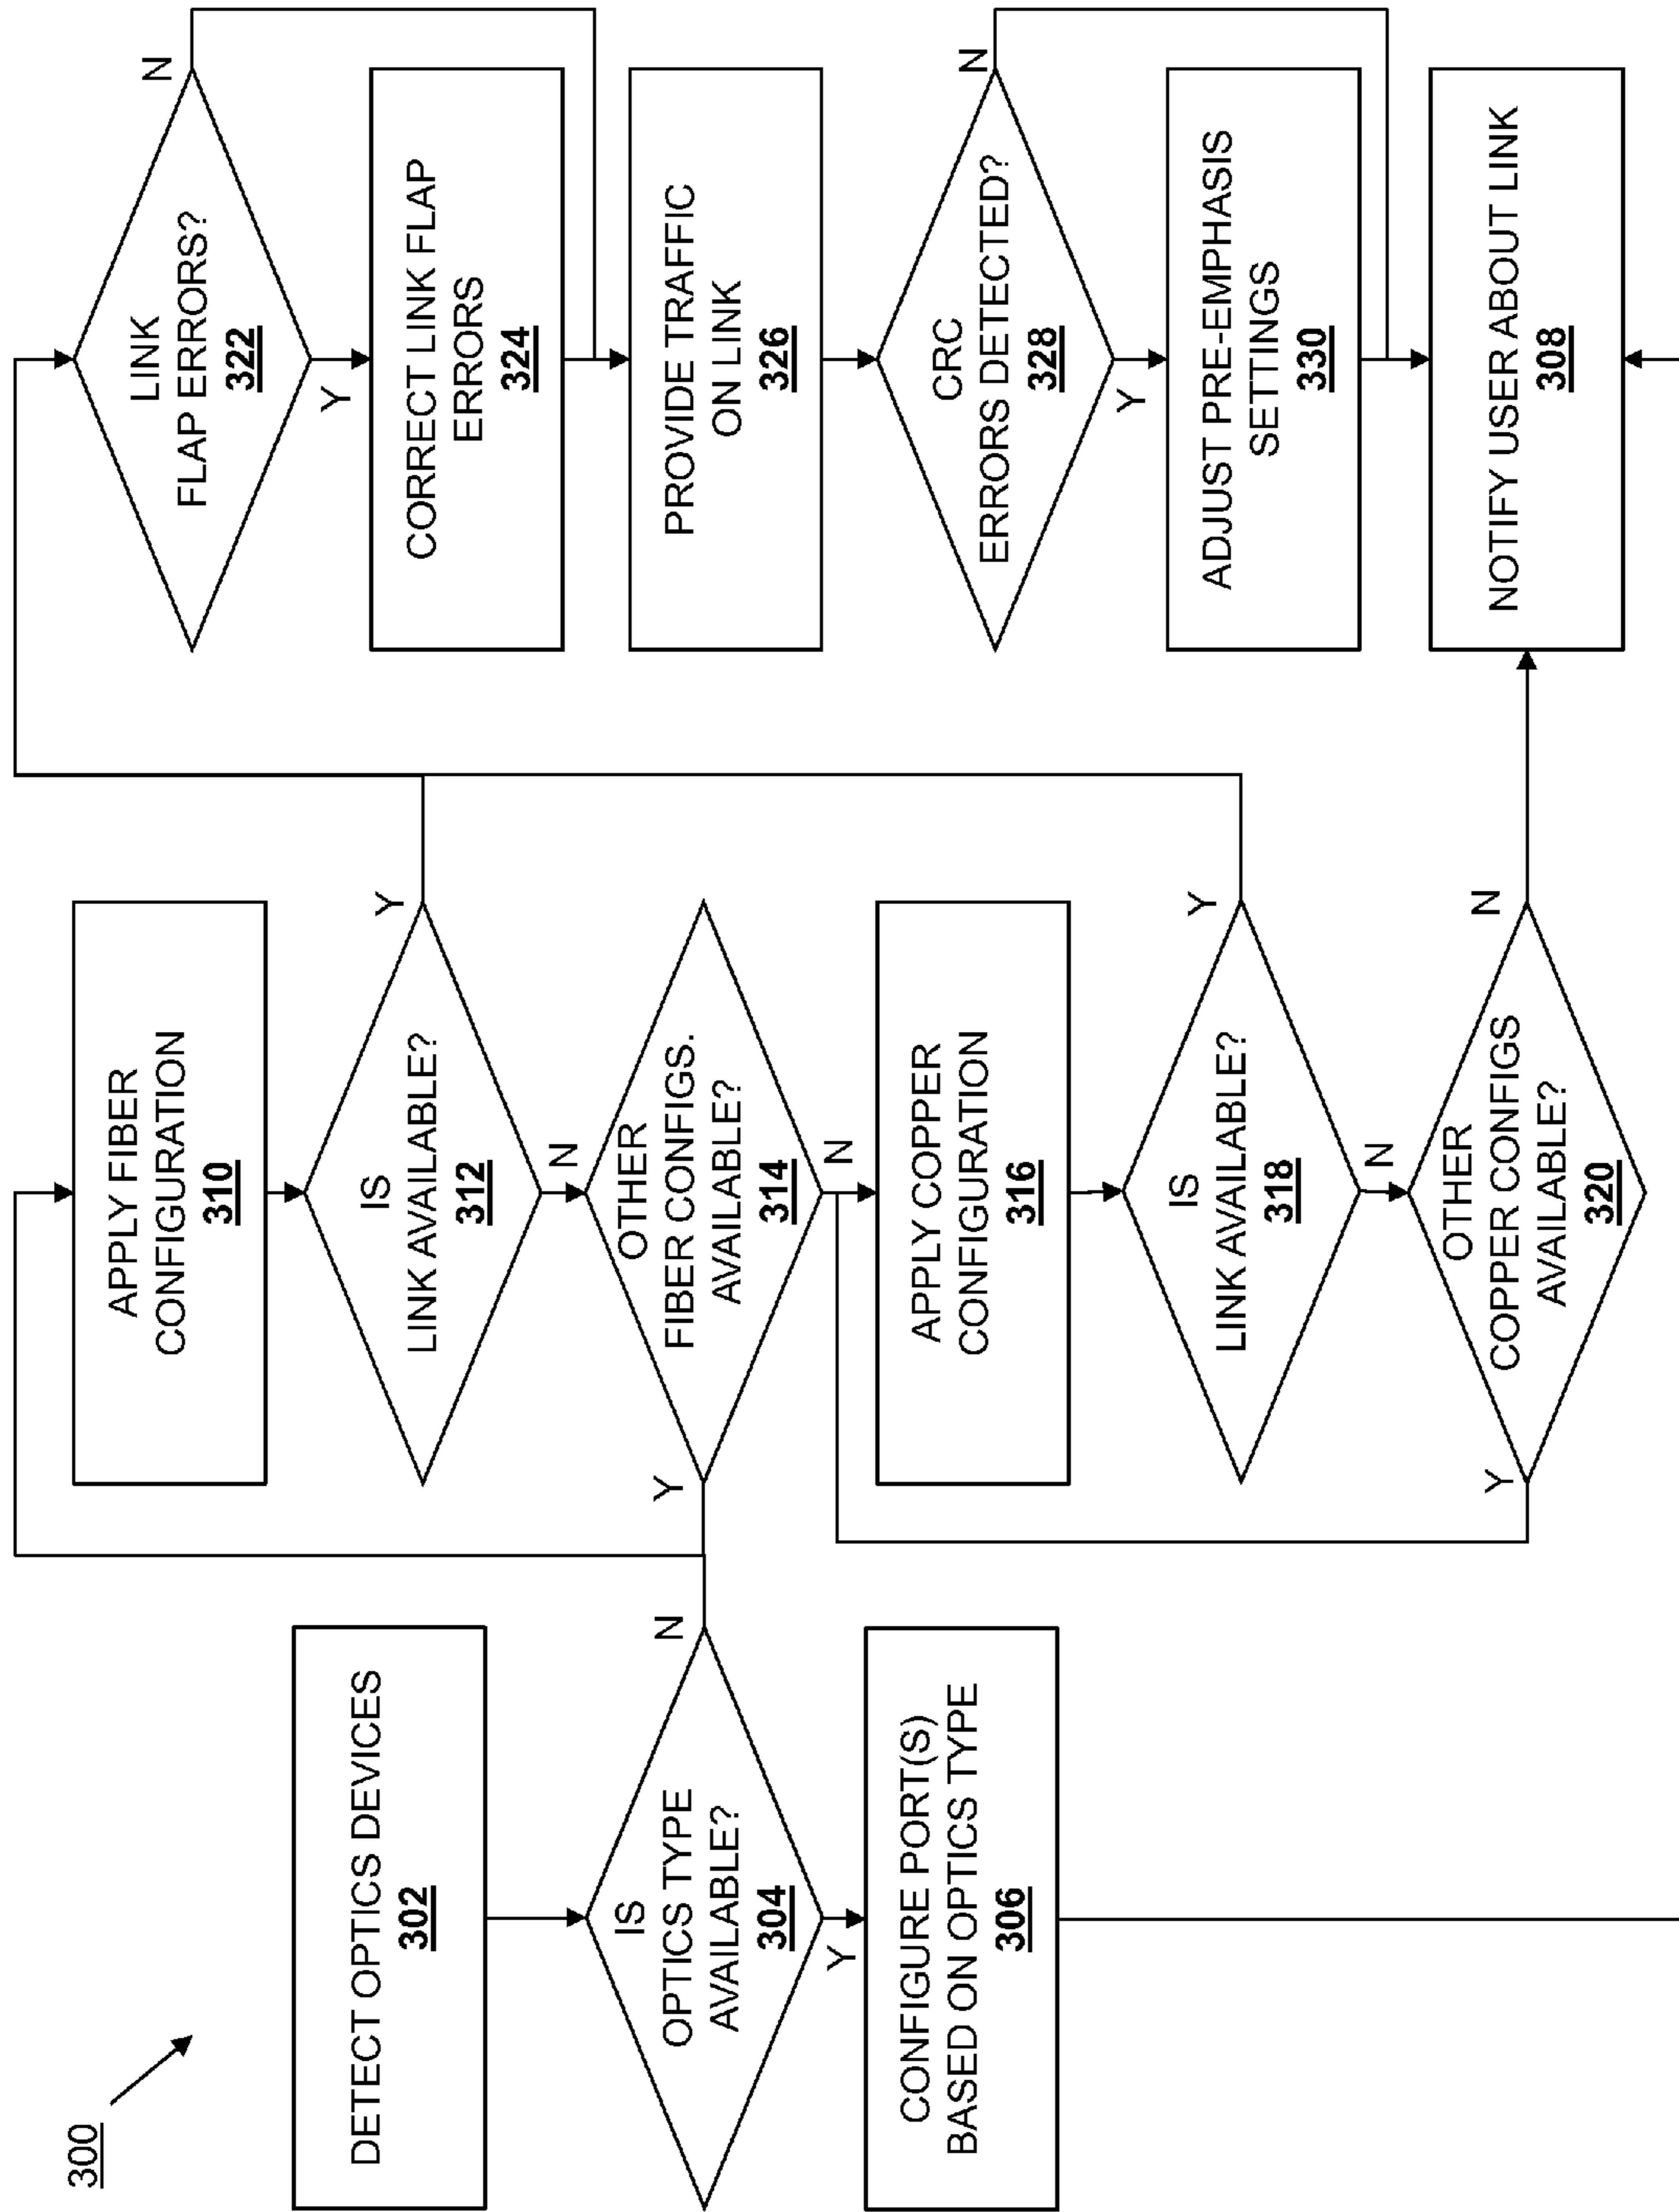 300
DETECT OPTICS DEVICES
302
IS
OPTICS TYPE
AVAILABLE?
304
N
Y
CONFIGURE PORT(S)
BASED ON OPTICS TYPE
306
APPLY FIBER
CONFIGURATION
310
IS
LINK AVAILABLE?
312
Y
N
OTHER
FIBER CONFIGS.
AVAILABLE?
314
Y
N
APPLY COPPER
CONFIGURATION
316
IS
LINK AVAILABLE?
318
Y
N
OTHER
COPPER CONFIGS
AVAILABLE?
320
Y
N
LINK
FLAP ERRORS?
322
N
Y
CORRECT LINK FLAP
ERRORS
324
PROVIDE TRAFFIC
ON LINK
326
CRC
ERRORS DETECTED?
328
N
Y
ADJUST PRE-EMPHASIS
SETTINGS
330
NOTIFY USER ABOUT LINK
308